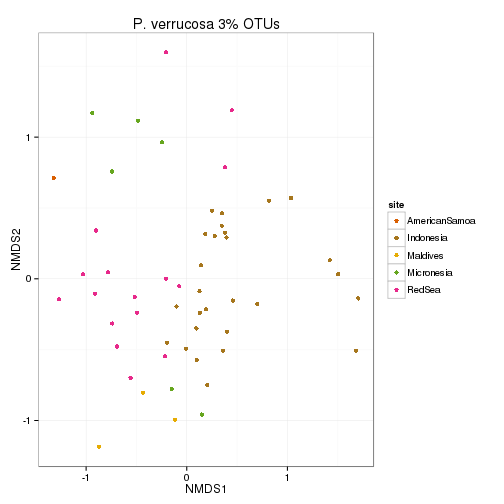 P. verrucosa 3% OTUs
NMDS2
1
0
-1
-1
0
1
NMDS1
site
AmericanSamoa
Indonesia
Maldives
Micronesia
RedSea